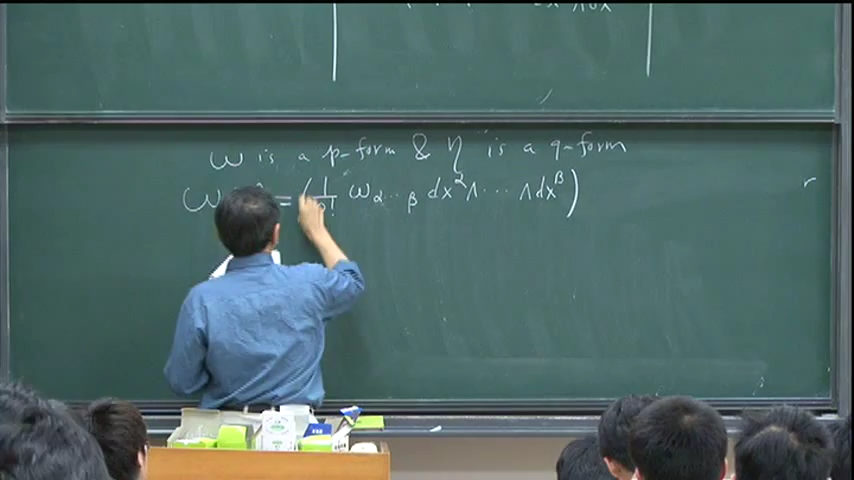 ω is a p-form & η is a q-form
ω = ( 1/p! ω_α…β dx^α ∧ … ∧ dx^β )